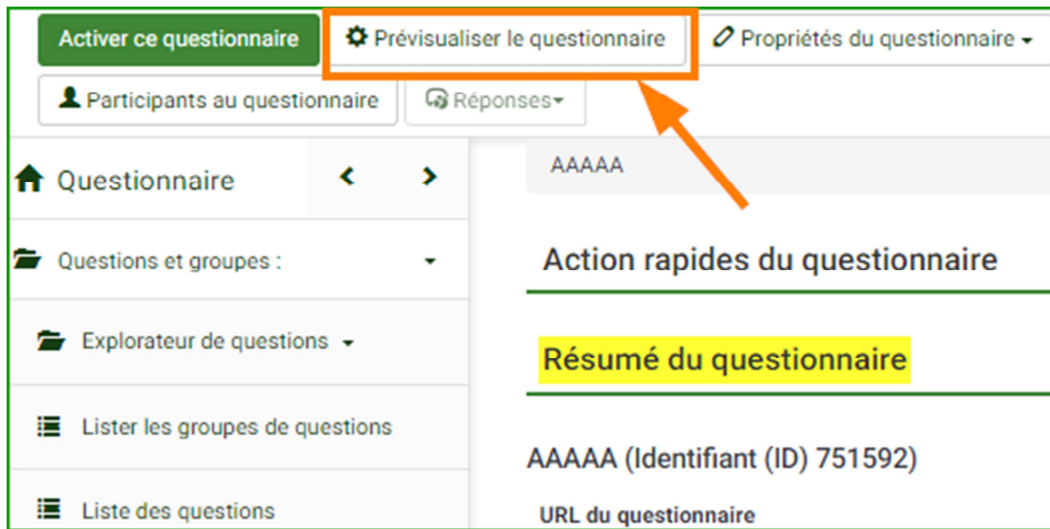 Activer ce questionnaire Prévisualiser le questionnaire Propriétés du questionnaire
Participants au questionnaire Réponses
Questionnaire
Questions et groupes :
Explorateur de questions
Lister les groupes de questions
Liste des questions
AAAAA
Action rapides du questionnaire
Résumé du questionnaire
AAAAA (Identifiant (ID) 751592)
URL du questionnaire